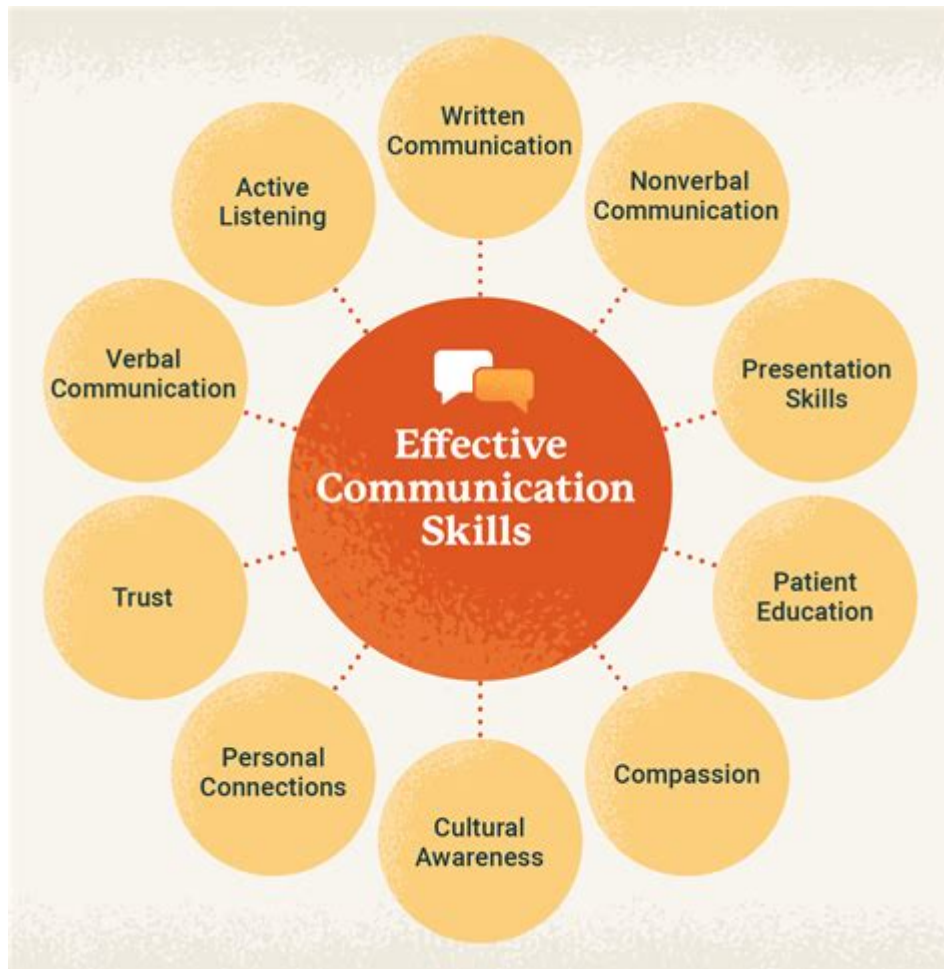 Written
Communication
Nonverbal
Communication
Presentation
Skills
Patient
Education
Compassion
Cultural
Awareness
Personal
Connections
Trust
Verbal
Communication
Active
Listening
Effective
Communication
Skills